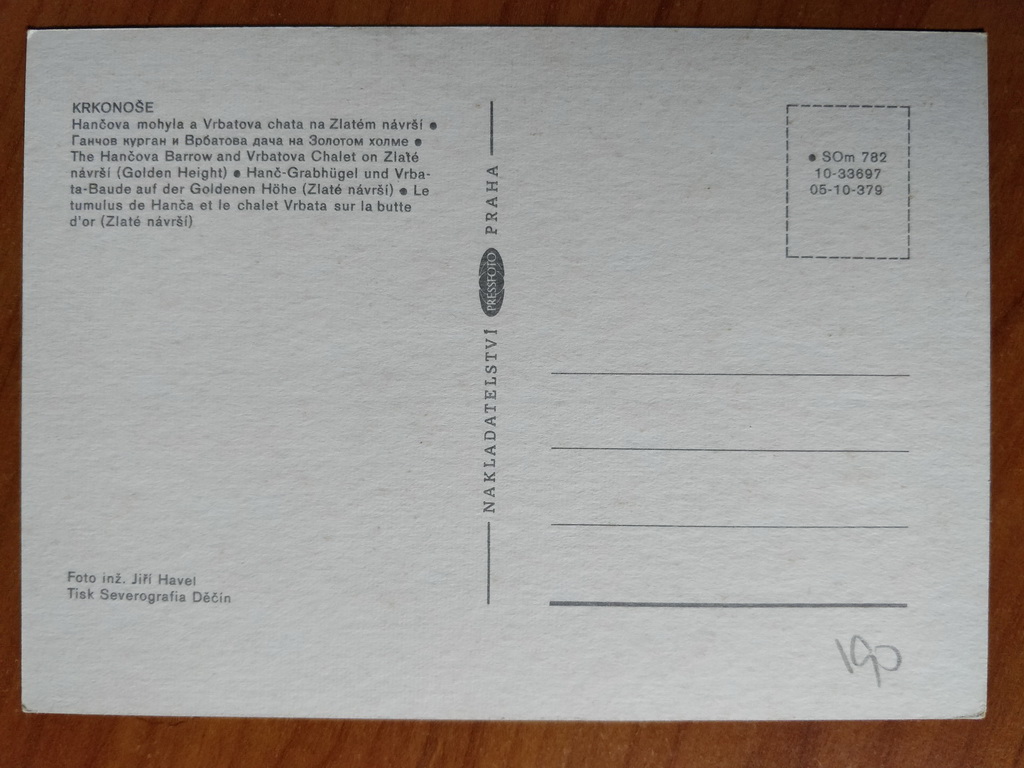 KRKONOŠE
Hančova mohyla a Vrbatova chata na Zlatém návrší ●
Ганчов курган и Врбатова дача на Золотом холме ●
The Hančova Barrow and Vrbatova Chalet on Zlaté
návrší (Golden Height) ● Hanč-Grabhügel und Vrba-
ta-Baude auf der Goldenen Höhe (Zlaté návrší) ● Le
tumulus de Hanča et le chalet Vrbata sur la butte
d'or (Zlaté návrší)
Foto inž. Jiří Havel
Tisk Severografia Děčín
NAKLADATELSTVÍ PRESSFOTO PRAHA
● SOm 782
10-33697
05-10-379
190